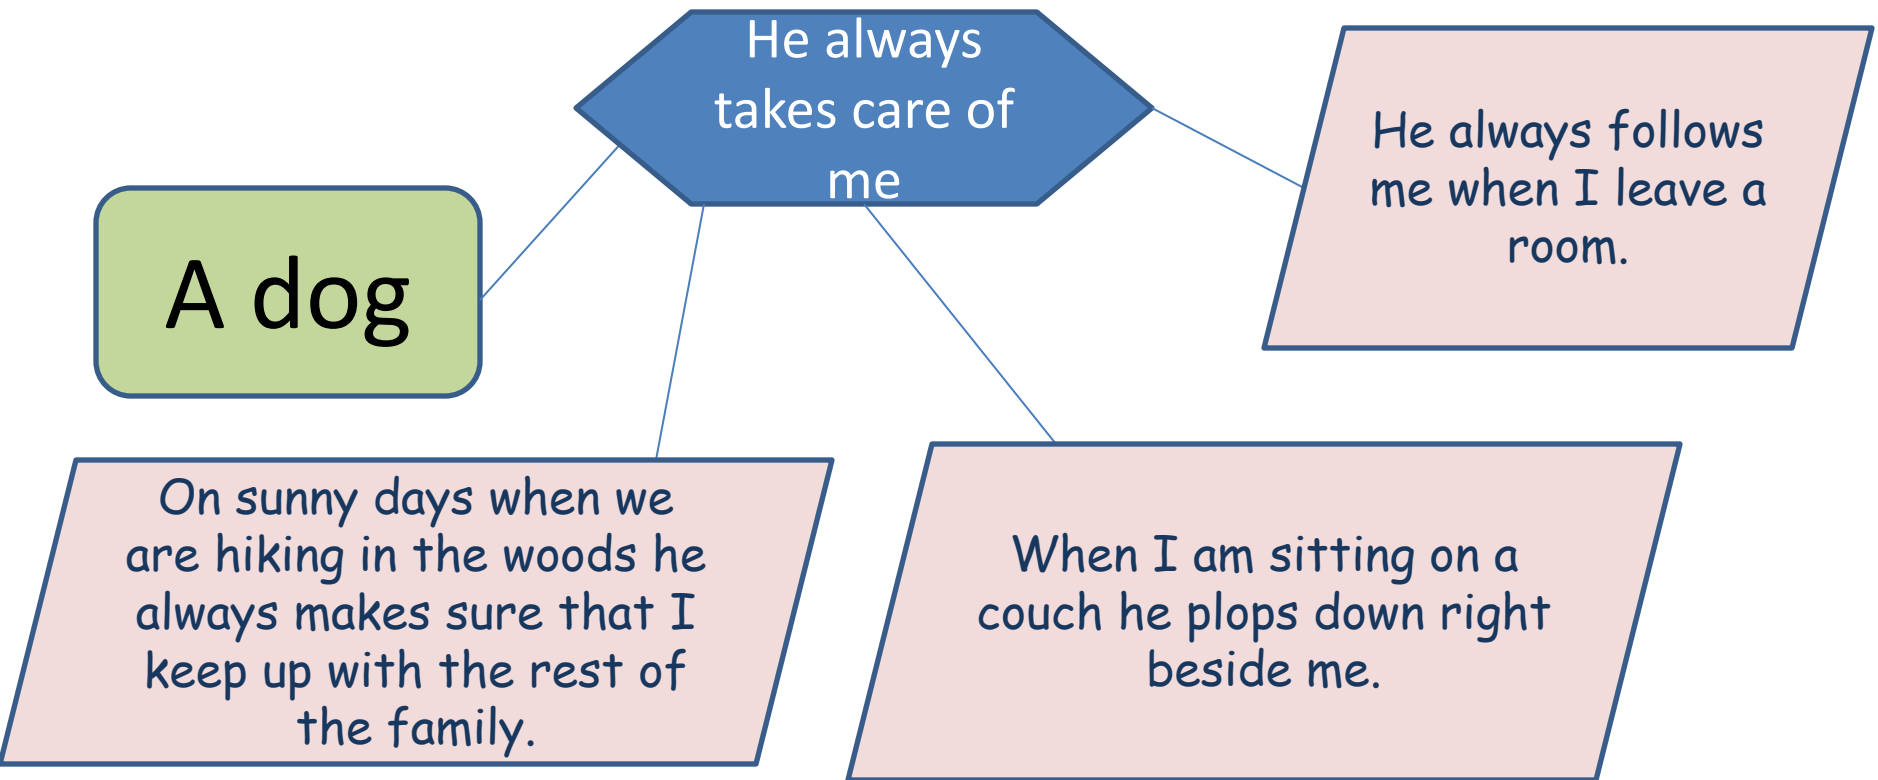 He always
takes care of
me
He always follows
me when I leave a
room.
A dog
On sunny days when we
are hiking in the woods he
always makes sure that I
keep up with the rest of
the family.
When I am sitting on a
couch he plops down right
beside me.